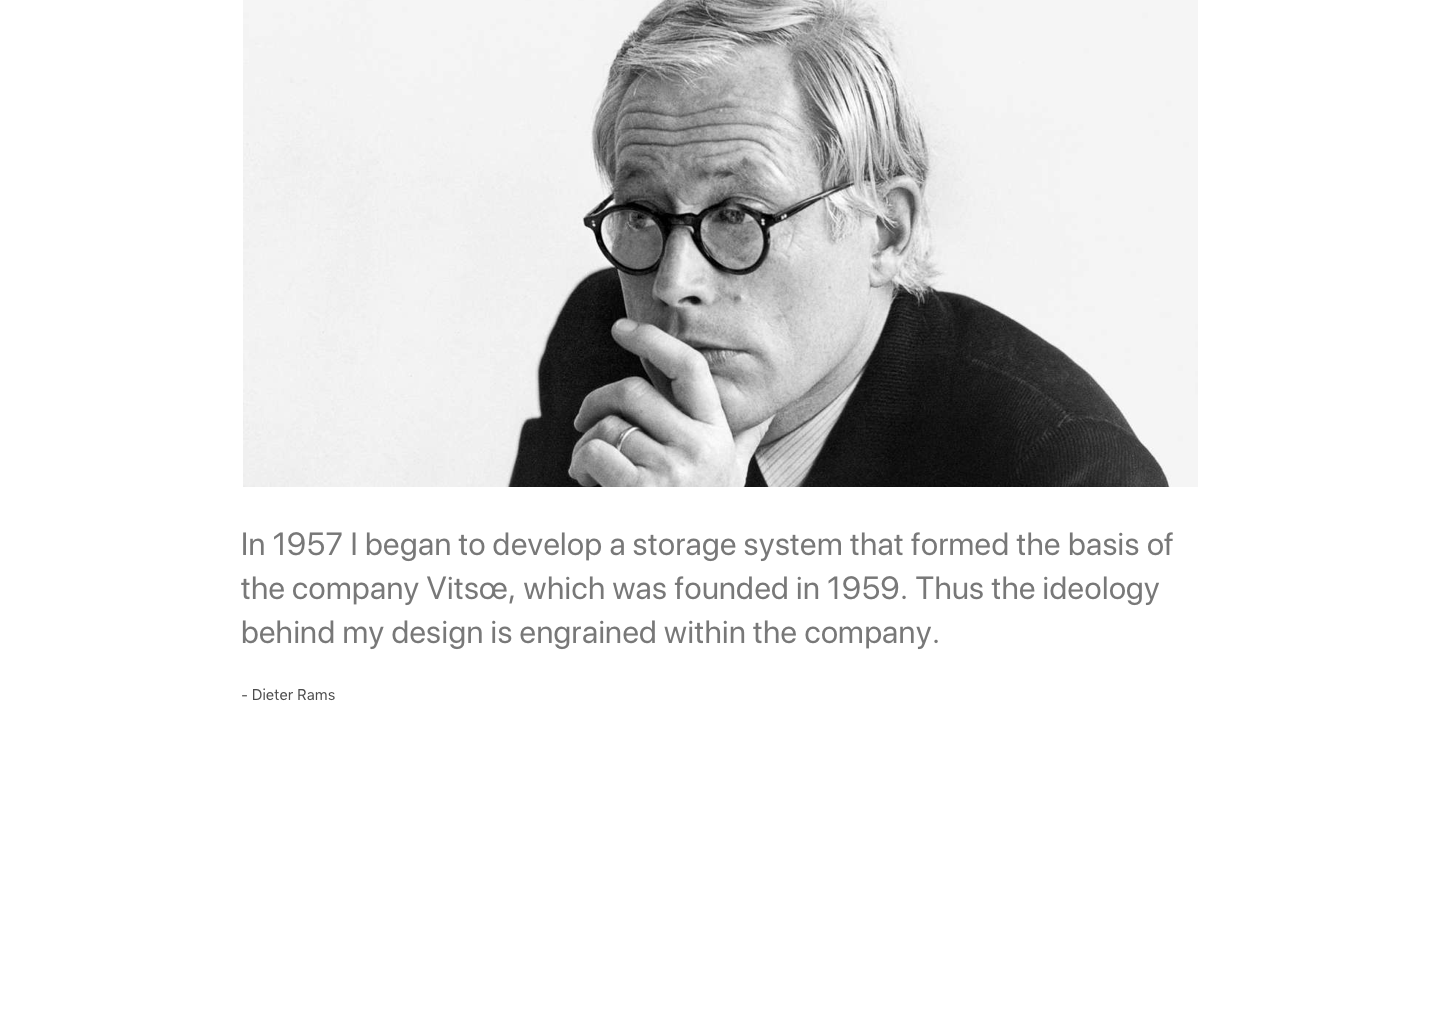 In 1957 I began to develop a storage system that formed the basis of
the company Vitsœ, which was founded in 1959. Thus the ideology
behind my design is engrained within the company.
- Dieter Rams